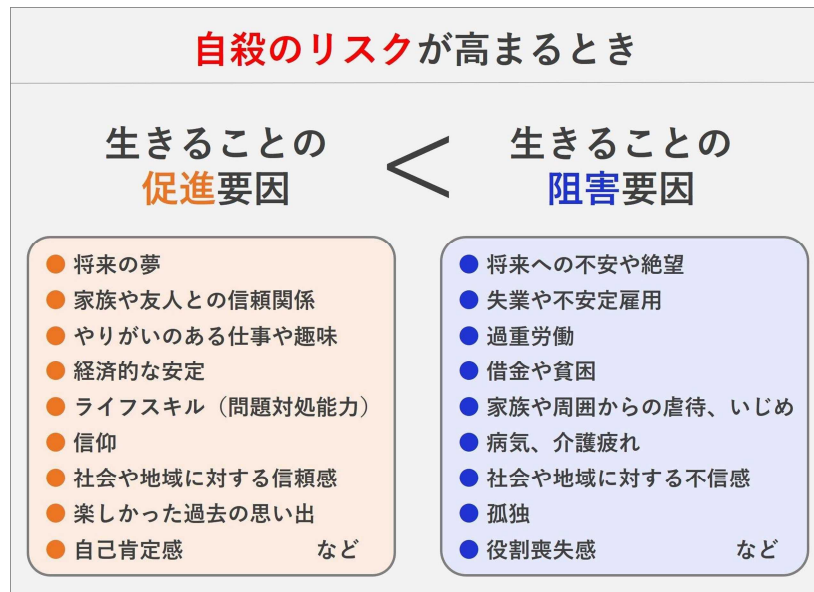 自殺のリスクが高まるとき
生きることの
促進要因
<
生きることの
阻害要因
● 将来の夢
● 家族や友人との信頼関係
● やりがいのある仕事や趣味
● 経済的な安定
● ライフスキル（問題対処能力）
● 信仰
● 社会や地域に対する信頼感
● 楽しかった過去の思い出
● 自己肯定感 など
● 将来への不安や絶望
● 失業や不安定雇用
● 過重労働
● 借金や貧困
● 家族や周囲からの虐待、いじめ
● 病気、介護疲れ
● 社会や地域に対する不信感
● 孤独
● 役割喪失感 など